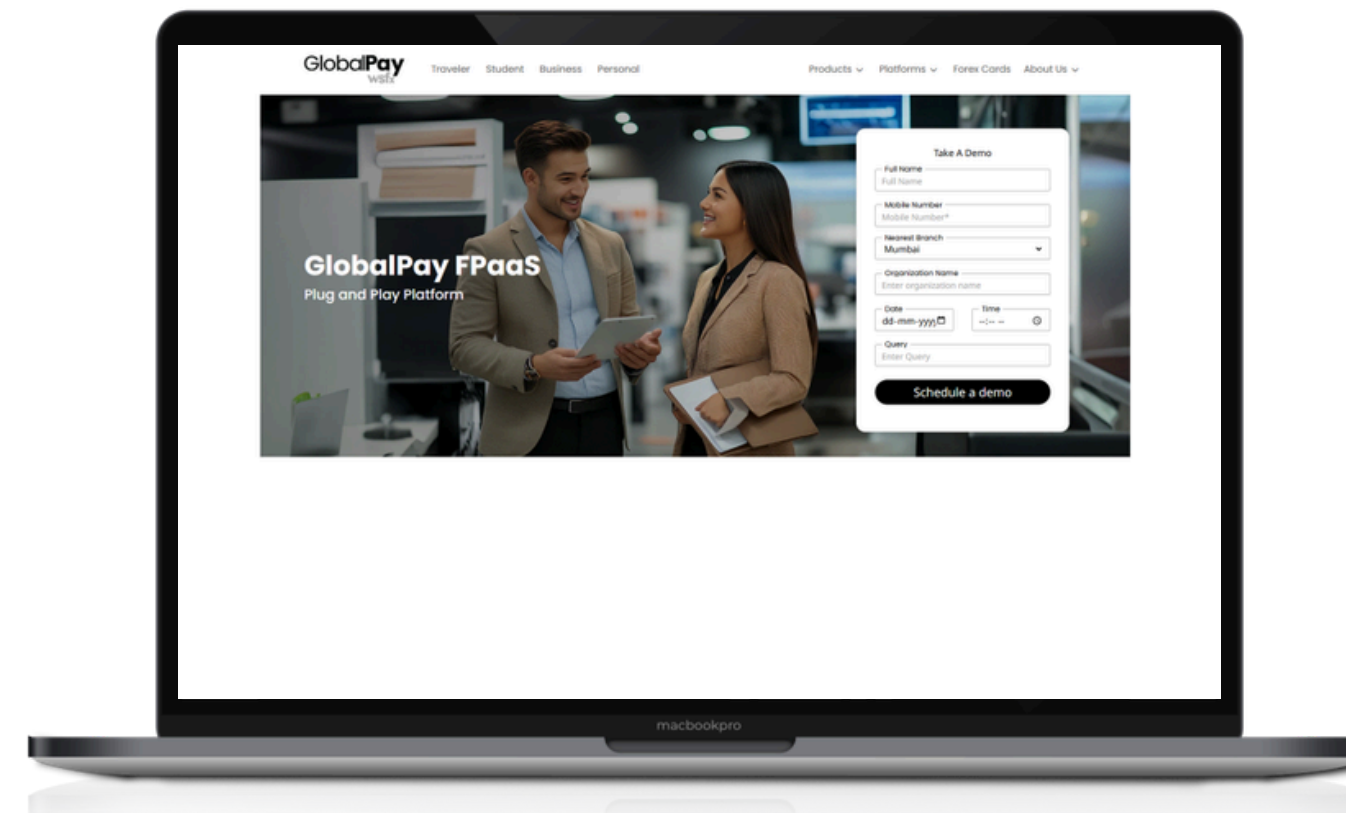 GlobalPay
wsfx
Traveler Student Business Personal
Products Platforms Forex Cards About Us
GlobalPay FPaaS
Plug and Play Platform
Take A Demo
Full Name
Full Name
Mobile Number
Mobile Number*
Nearest Branch
Mumbai
Organization Name
Enter organization name
Date Time
dd-mm-yyyy --:-- --
Query
Enter Query
Schedule a demo
macbookpro